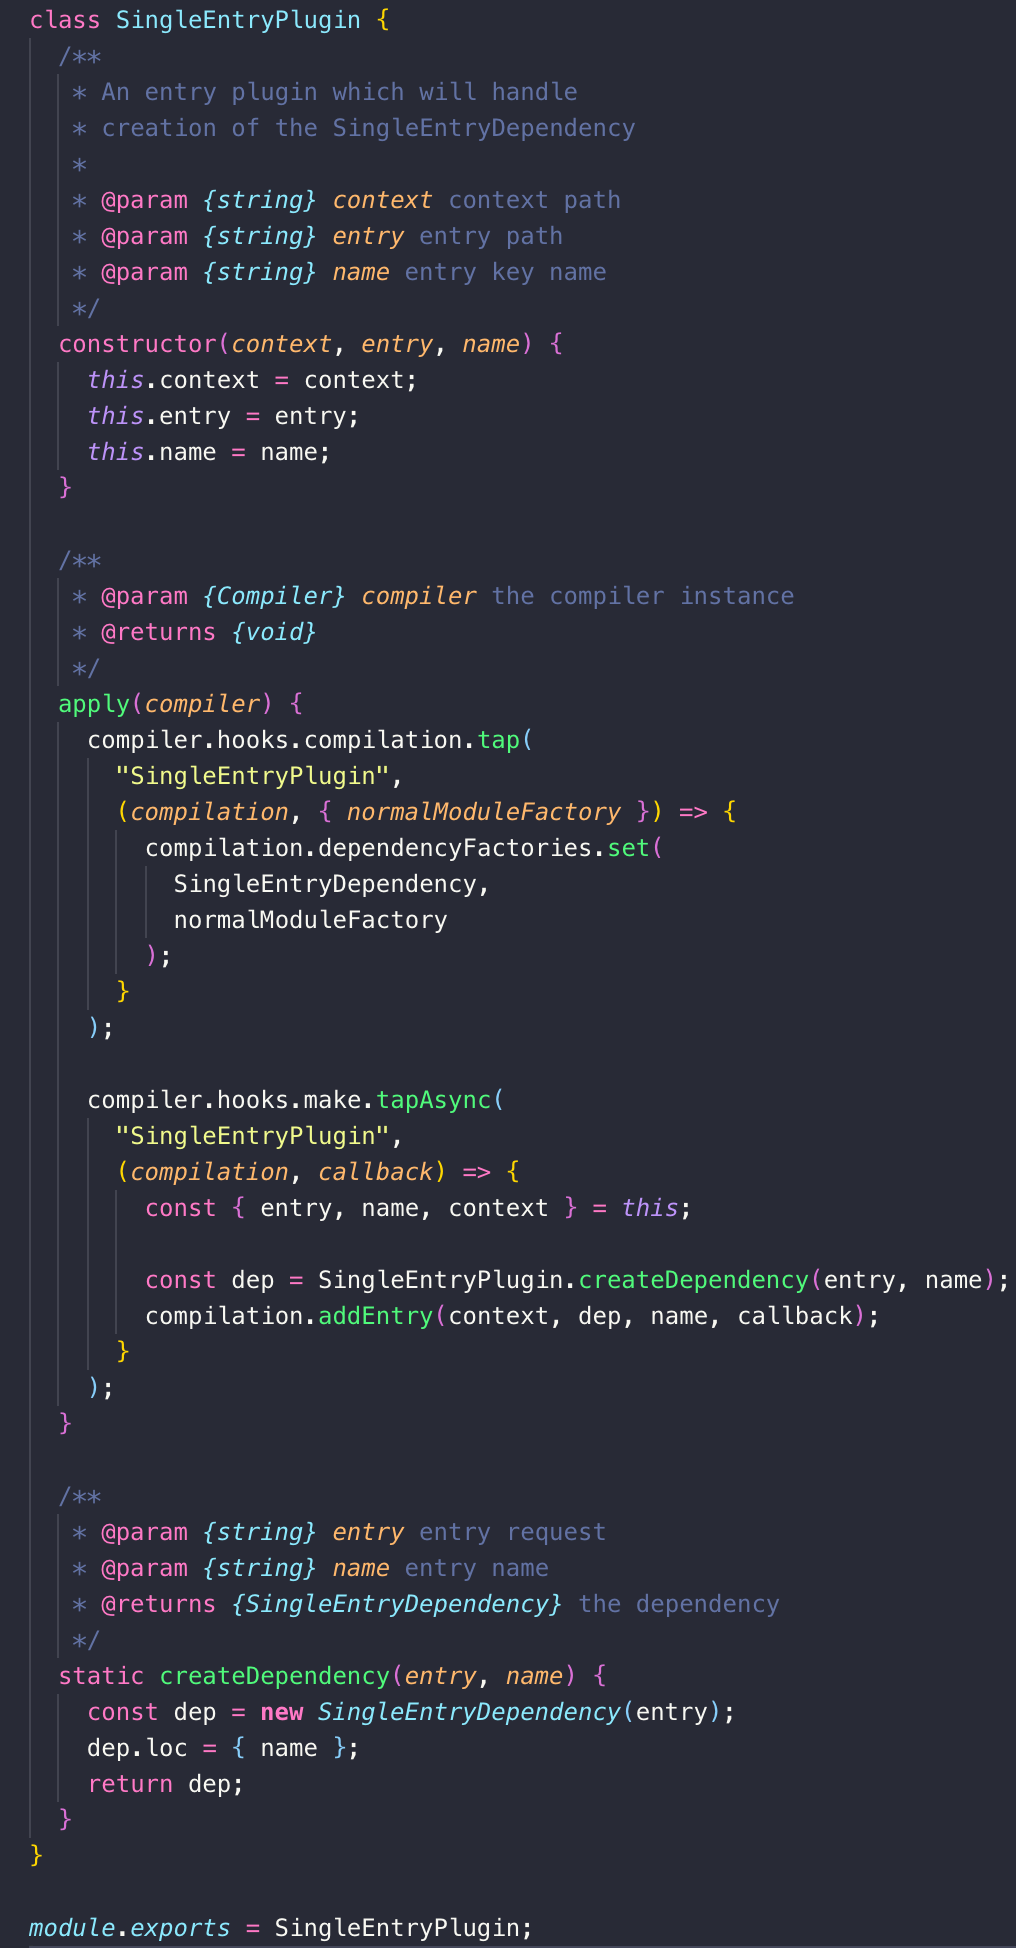 class SingleEntryPlugin {
  /**
   * An entry plugin which will handle
   * creation of the SingleEntryDependency
   *
   * @param {string} context context path
   * @param {string} entry entry path
   * @param {string} name entry key name
   */
  constructor(context, entry, name) {
    this.context = context;
    this.entry = entry;
    this.name = name;
  }

  /**
   * @param {Compiler} compiler the compiler instance
   * @returns {void}
   */
  apply(compiler) {
    compiler.hooks.compilation.tap(
      "SingleEntryPlugin",
      (compilation, { normalModuleFactory }) => {
        compilation.dependencyFactories.set(
          SingleEntryDependency,
          normalModuleFactory
        );
      }
    );

    compiler.hooks.make.tapAsync(
      "SingleEntryPlugin",
      (compilation, callback) => {
        const { entry, name, context } = this;

        const dep = SingleEntryPlugin.createDependency(entry, name);
        compilation.addEntry(context, dep, name, callback);
      }
    );
  }

  /**
   * @param {string} entry entry request
   * @param {string} name entry name
   * @returns {SingleEntryDependency} the dependency
   */
  static createDependency(entry, name) {
    const dep = new SingleEntryDependency(entry);
    dep.loc = { name };
    return dep;
  }
}

module.exports = SingleEntryPlugin;